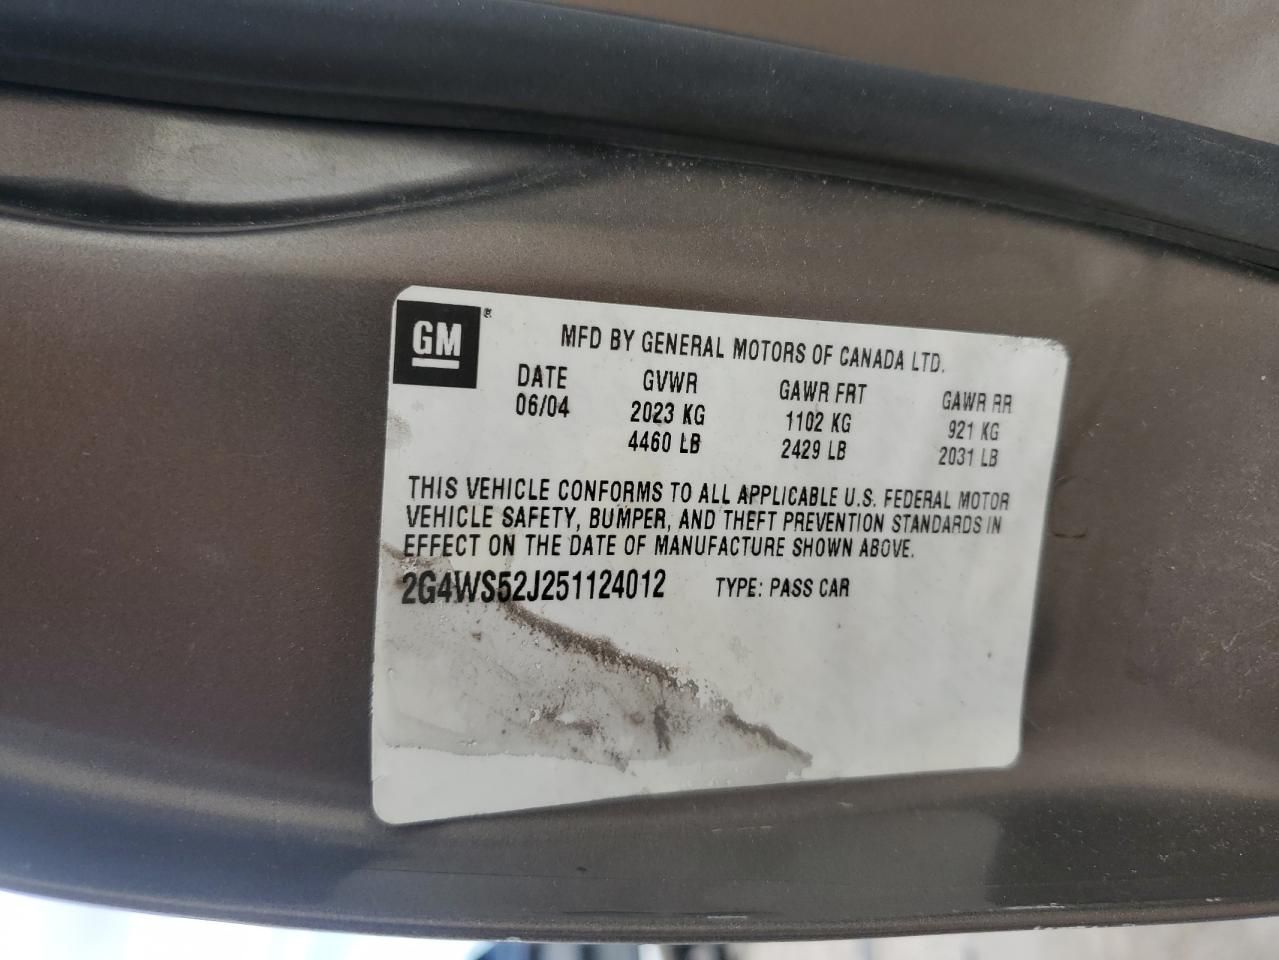 GM®
MFD BY GENERAL MOTORS OF CANADA LTD.
DATE GVWR GAWR FRT GAWR RR
06/04 2023 KG 1102 KG 921 KG
4460 LB 2429 LB 2031 LB
THIS VEHICLE CONFORMS TO ALL APPLICABLE U.S. FEDERAL MOTOR
VEHICLE SAFETY, BUMPER, AND THEFT PREVENTION STANDARDS IN
EFFECT ON THE DATE OF MANUFACTURE SHOWN ABOVE.
2G4WS52J251124012 TYPE: PASS CAR